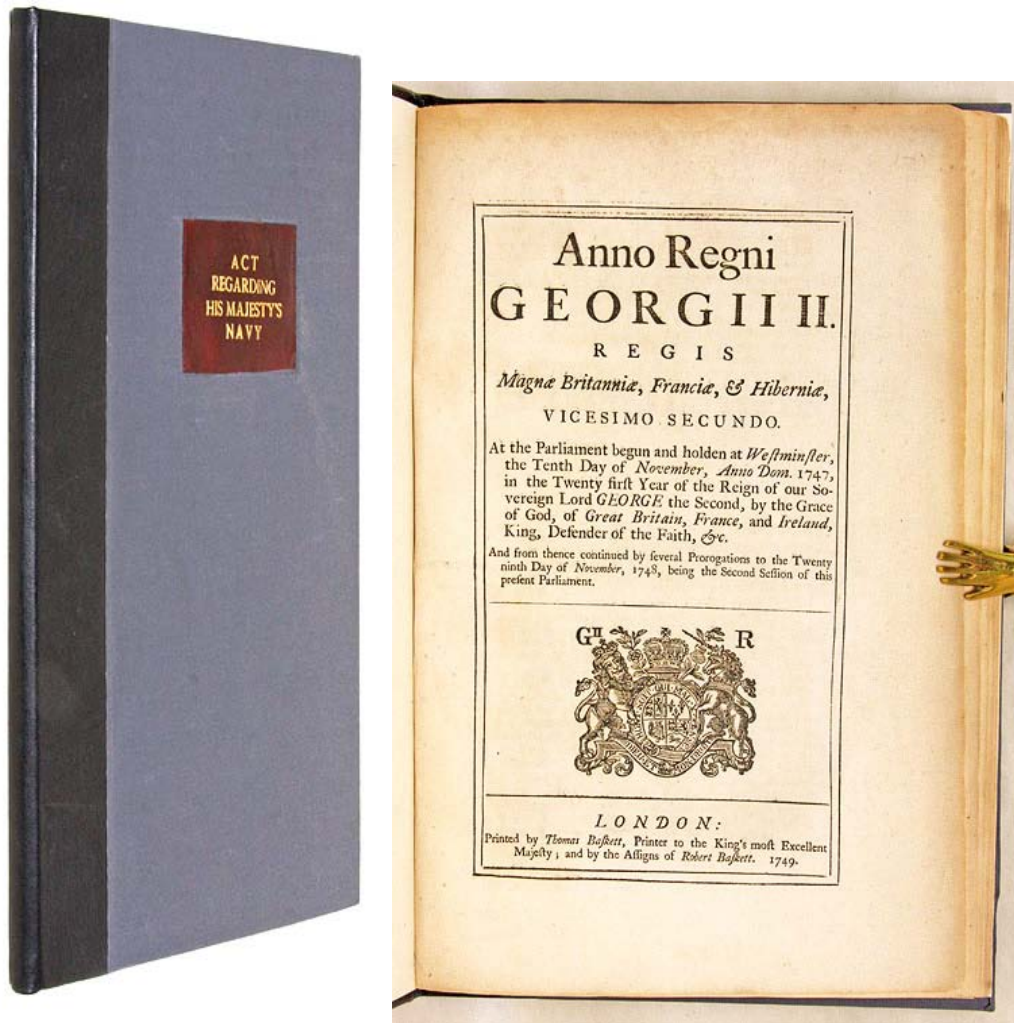 ACT
REGARDING
HIS MAJESTY'S
NAVY
Anno Regni
GEORGII II.
REGIS
Magnæ Britanniæ, Franciæ, & Hiberniæ,
VICESIMO SECUNDO.
At the Parliament begun and holden at Weſtminſter,
the Tenth Day of November, Anno Dom. 1747,
in the Twenty firſt Year of the Reign of our So-
vereign Lord GEORGE the Second, by the Grace
of God, of Great Britain, France, and Ireland,
King, Defender of the Faith, &c.
And from thence continued by ſeveral Prorogations to the Twenty
ninth Day of November, 1748, being the Second Seſſion of this
preſent Parliament.
GII R
LONDON:
Printed by Thomas Baſkett, Printer to the King's moſt Excellent
Majeſty; and by the Aſſigns of Robert Baſkett. 1749.